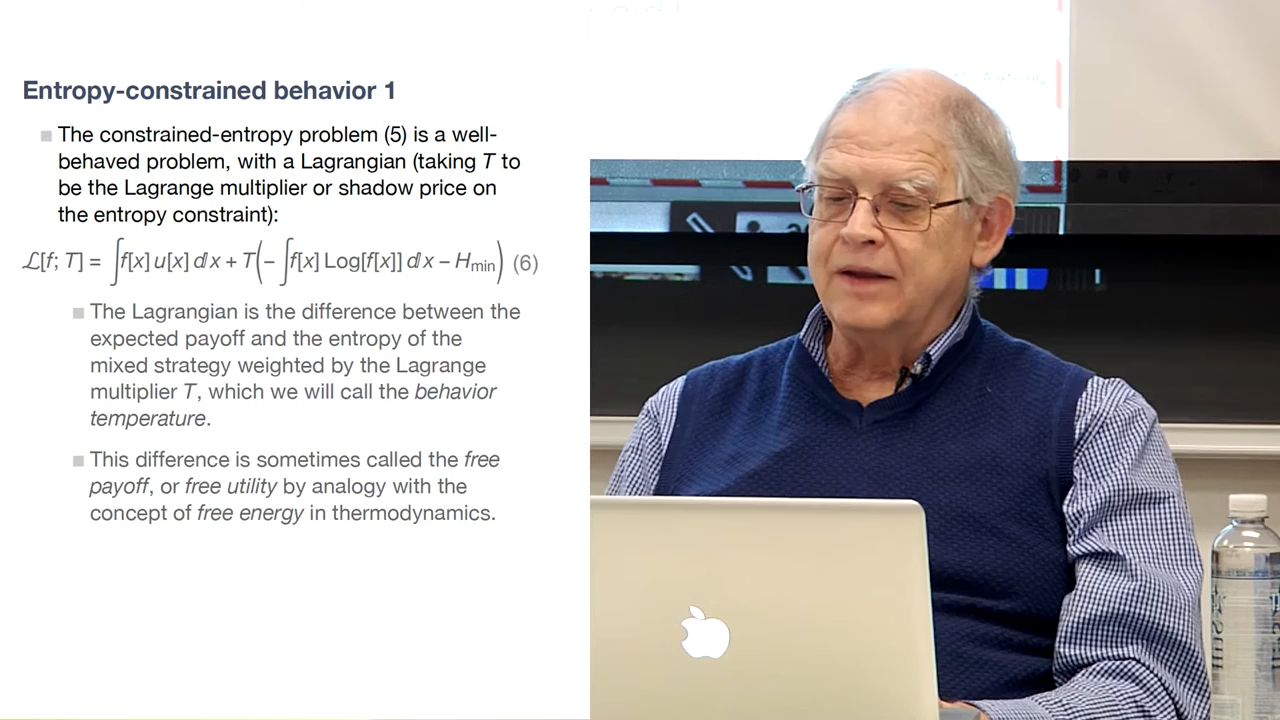 Entropy-constrained behavior 1
The constrained-entropy problem (5) is a well-
behaved problem, with a Lagrangian (taking T to
be the Lagrange multiplier or shadow price on
the entropy constraint):
ℒ[f; T] = ∫f[x] u[x] ⅆx + T(− ∫f[x] Log[f[x]] ⅆx − Hmin) (6)
The Lagrangian is the difference between the
expected payoff and the entropy of the
mixed strategy weighted by the Lagrange
multiplier T, which we will call the behavior
temperature.
This difference is sometimes called the free
payoff, or free utility by analogy with the
concept of free energy in thermodynamics.